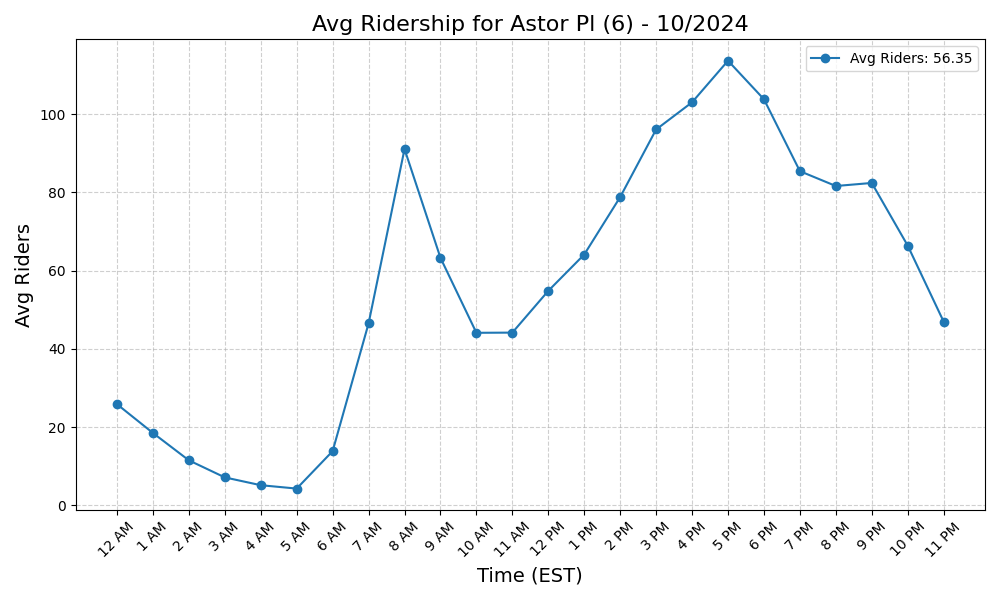 Avg Ridership for Astor Pl (6) - 10/2024
Avg Riders: 56.35
Avg Riders
100
80
60
40
20
0
12 AM
1 AM
2 AM
3 AM
4 AM
5 AM
6 AM
7 AM
8 AM
9 AM
10 AM
11 AM
12 PM
1 PM
2 PM
3 PM
4 PM
5 PM
6 PM
7 PM
8 PM
9 PM
10 PM
11 PM
Time (EST)